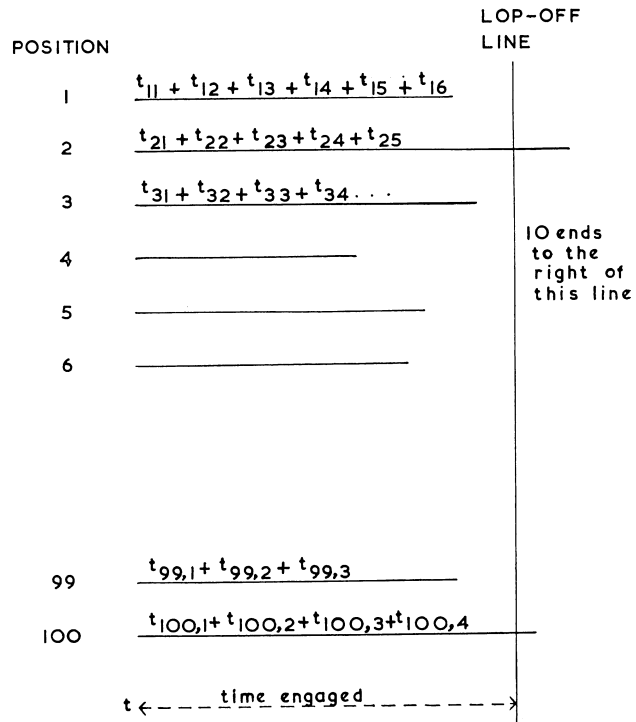 LOP-OFF
LINE
POSITION
1 t11 + t12 + t13 + t14 + t15 + t16
2 t21 + t22 + t23 + t24 + t25
3 t31 + t32 + t33 + t34 ...
10 ends
to the
right of
this line
4
5
6
99 t99,1 + t99,2 + t99,3
100 t100,1 + t100,2 + t100,3 + t100,4
t time engaged